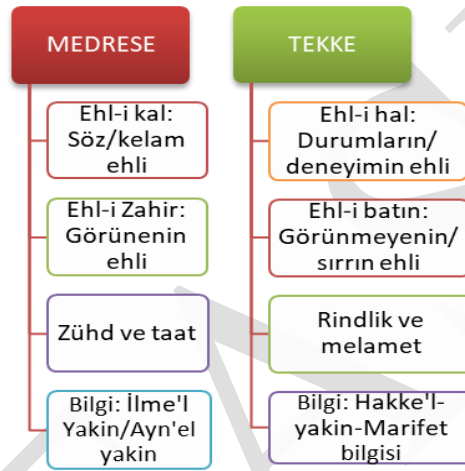 MEDRESE
Ehl-i kal:
Söz/kelam
ehli
Ehl-i Zahir:
Görünenin
ehli
Zühd ve taat
Bilgi: İlme'l
Yakin/Ayn'el
yakin
TEKKE
Ehl-i hal:
Durumların/
deneyimin ehli
Ehl-i batın:
Görünmeyenin/
sırrın ehli
Rindlik ve
melamet
Bilgi: Hakke'l-
yakin-Marifet
bilgisi